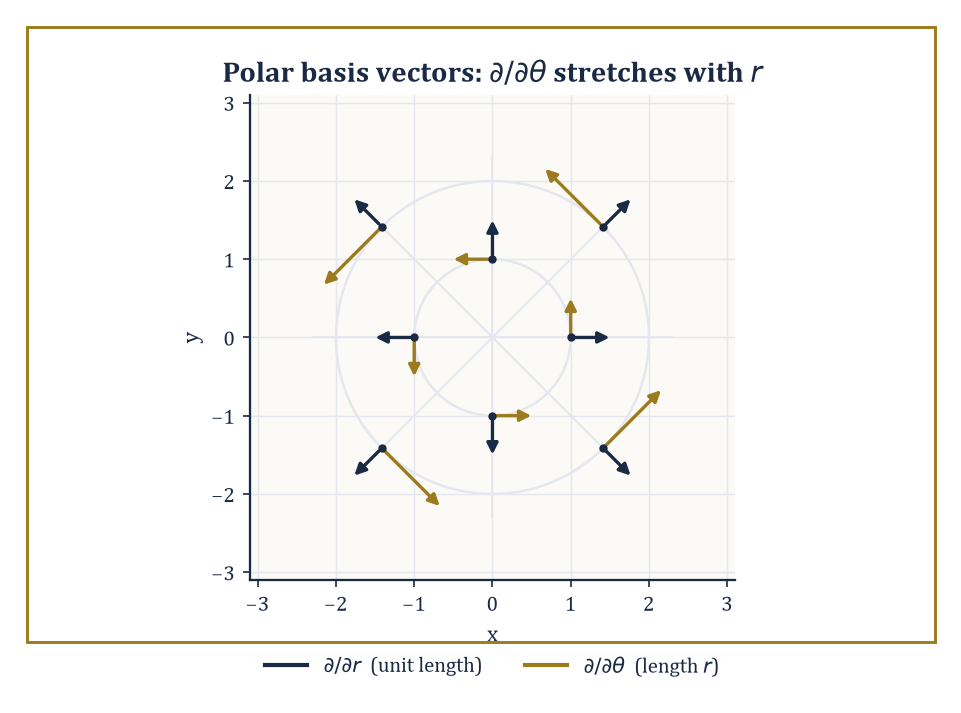 Polar basis vectors: ∂/∂θ stretches with r
3
2
1
0
−1
−2
−3
y
−3 −2 −1 0 1 2 3
x
∂/∂r (unit length) ∂/∂θ (length r)